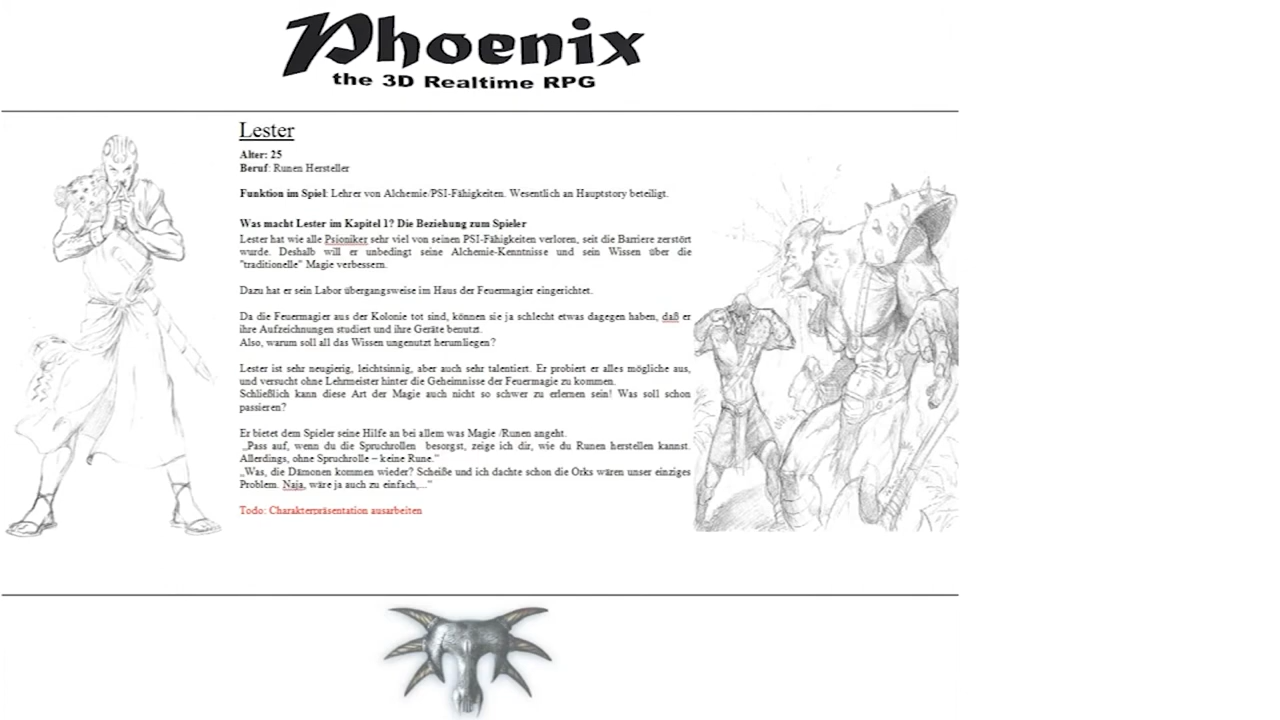 Phoenix
the 3D Realtime RPG
Lester
Alter: 25
Beruf: Runen Hersteller
Funktion im Spiel: Lehrer von Alchemie/PSI-Fähigkeiten. Wesentlich an Hauptstory beteiligt.
Was macht Lester im Kapitel 1? Die Beziehung zum Spieler
Lester hat wie alle Psioniker sehr viel von seinen PSI-Fähigkeiten verloren, seit die Barriere zerstört
wurde. Deshalb will er unbedingt seine Alchemie-Kenntnisse und sein Wissen über die
"traditionelle" Magie verbessern.
Dazu hat er sein Labor übergangsweise im Haus der Feuermagier eingerichtet.
Da die Feuermagier aus der Kolonie tot sind, können sie ja schlecht etwas dagegen haben, daß er
ihre Aufzeichnungen studiert und ihre Geräte benutzt.
Also, warum soll all das Wissen ungenutzt herumliegen?
Lester ist sehr neugierig, leichtsinnig, aber auch sehr talentiert. Er probiert er alles mögliche aus,
und versucht ohne Lehrmeister hinter die Geheimnisse der Feuermagie zu kommen.
Schließlich kann diese Art der Magie auch nicht so schwer zu erlernen sein! Was soll schon
passieren?
Er bietet dem Spieler seine Hilfe an bei allem was Magie /Runen angeht.
„Pass auf, wenn du die Spruchrollen besorgst, zeige ich dir, wie du Runen herstellen kannst.
Allerdings, ohne Spruchrolle – keine Rune."
„Was, die Dämonen kommen wieder? Scheiße und ich dachte schon die Orks wären unser einziges
Problem. Naja, wäre ja auch zu einfach,..."
Todo: Charakterpräsentation ausarbeiten